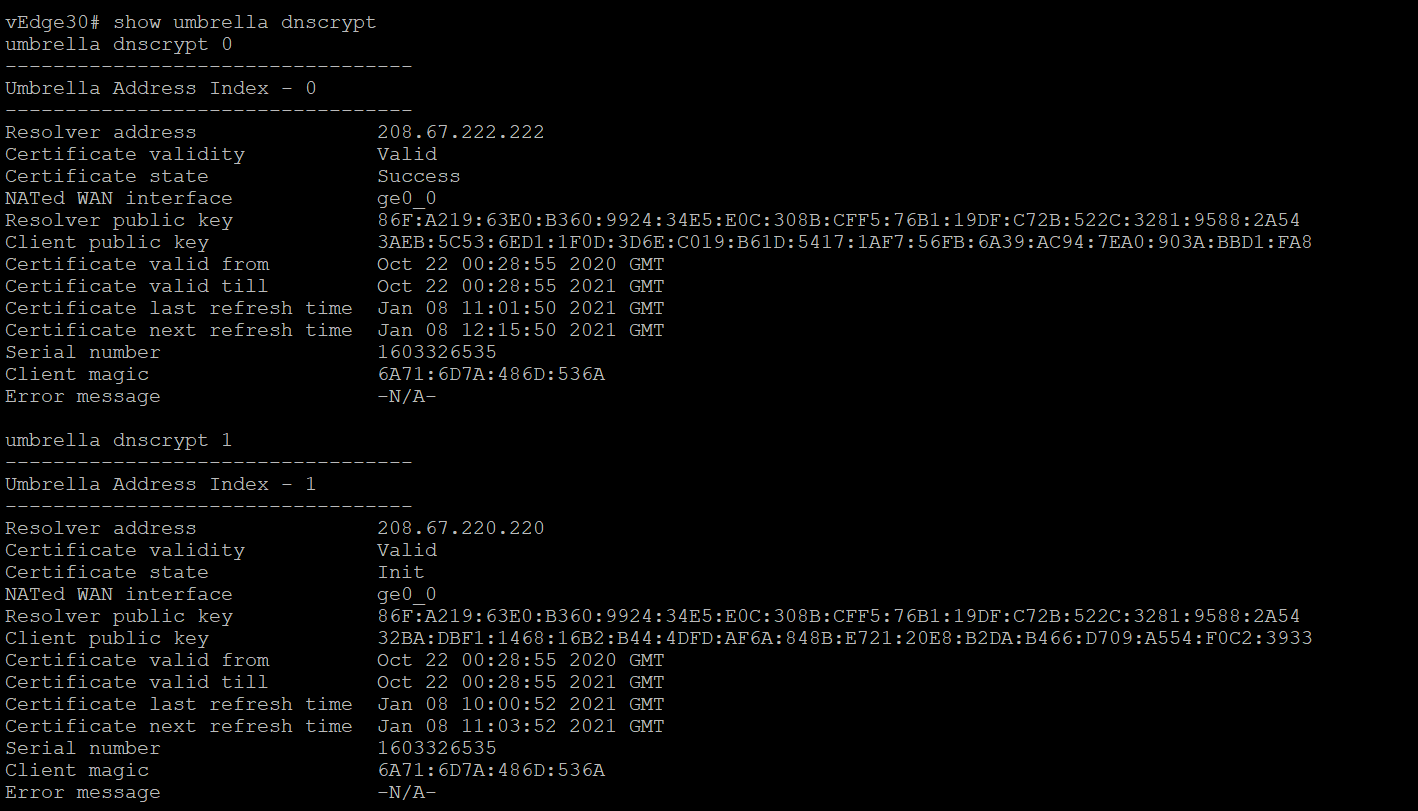 vEdge30# show umbrella dnscrypt
umbrella dnscrypt 0
----------------------------------
Umbrella Address Index - 0
----------------------------------
Resolver address               208.67.222.222
Certificate validity           Valid
Certificate state              Success
NATed WAN interface            ge0_0
Resolver public key            86F:A219:63E0:B360:9924:34E5:E0C:308B:CFF5:76B1:19DF:C72B:522C:3281:9588:2A54
Client public key              3AEB:5C53:6ED1:1F0D:3D6E:C019:B61D:5417:1AF7:56FB:6A39:AC94:7EA0:903A:BBD1:FA8
Certificate valid from         Oct 22 00:28:55 2020 GMT
Certificate valid till         Oct 22 00:28:55 2021 GMT
Certificate last refresh time  Jan 08 11:01:50 2021 GMT
Certificate next refresh time  Jan 08 12:15:50 2021 GMT
Serial number                  1603326535
Client magic                   6A71:6D7A:486D:536A
Error message                  -N/A-

umbrella dnscrypt 1
----------------------------------
Umbrella Address Index - 1
----------------------------------
Resolver address               208.67.220.220
Certificate validity           Valid
Certificate state              Init
NATed WAN interface            ge0_0
Resolver public key            86F:A219:63E0:B360:9924:34E5:E0C:308B:CFF5:76B1:19DF:C72B:522C:3281:9588:2A54
Client public key              32BA:DBF1:1468:16B2:B44:4DFD:AF6A:848B:E721:20E8:B2DA:B466:D709:A554:F0C2:3933
Certificate valid from         Oct 22 00:28:55 2020 GMT
Certificate valid till         Oct 22 00:28:55 2021 GMT
Certificate last refresh time  Jan 08 10:00:52 2021 GMT
Certificate next refresh time  Jan 08 11:03:52 2021 GMT
Serial number                  1603326535
Client magic                   6A71:6D7A:486D:536A
Error message                  -N/A-